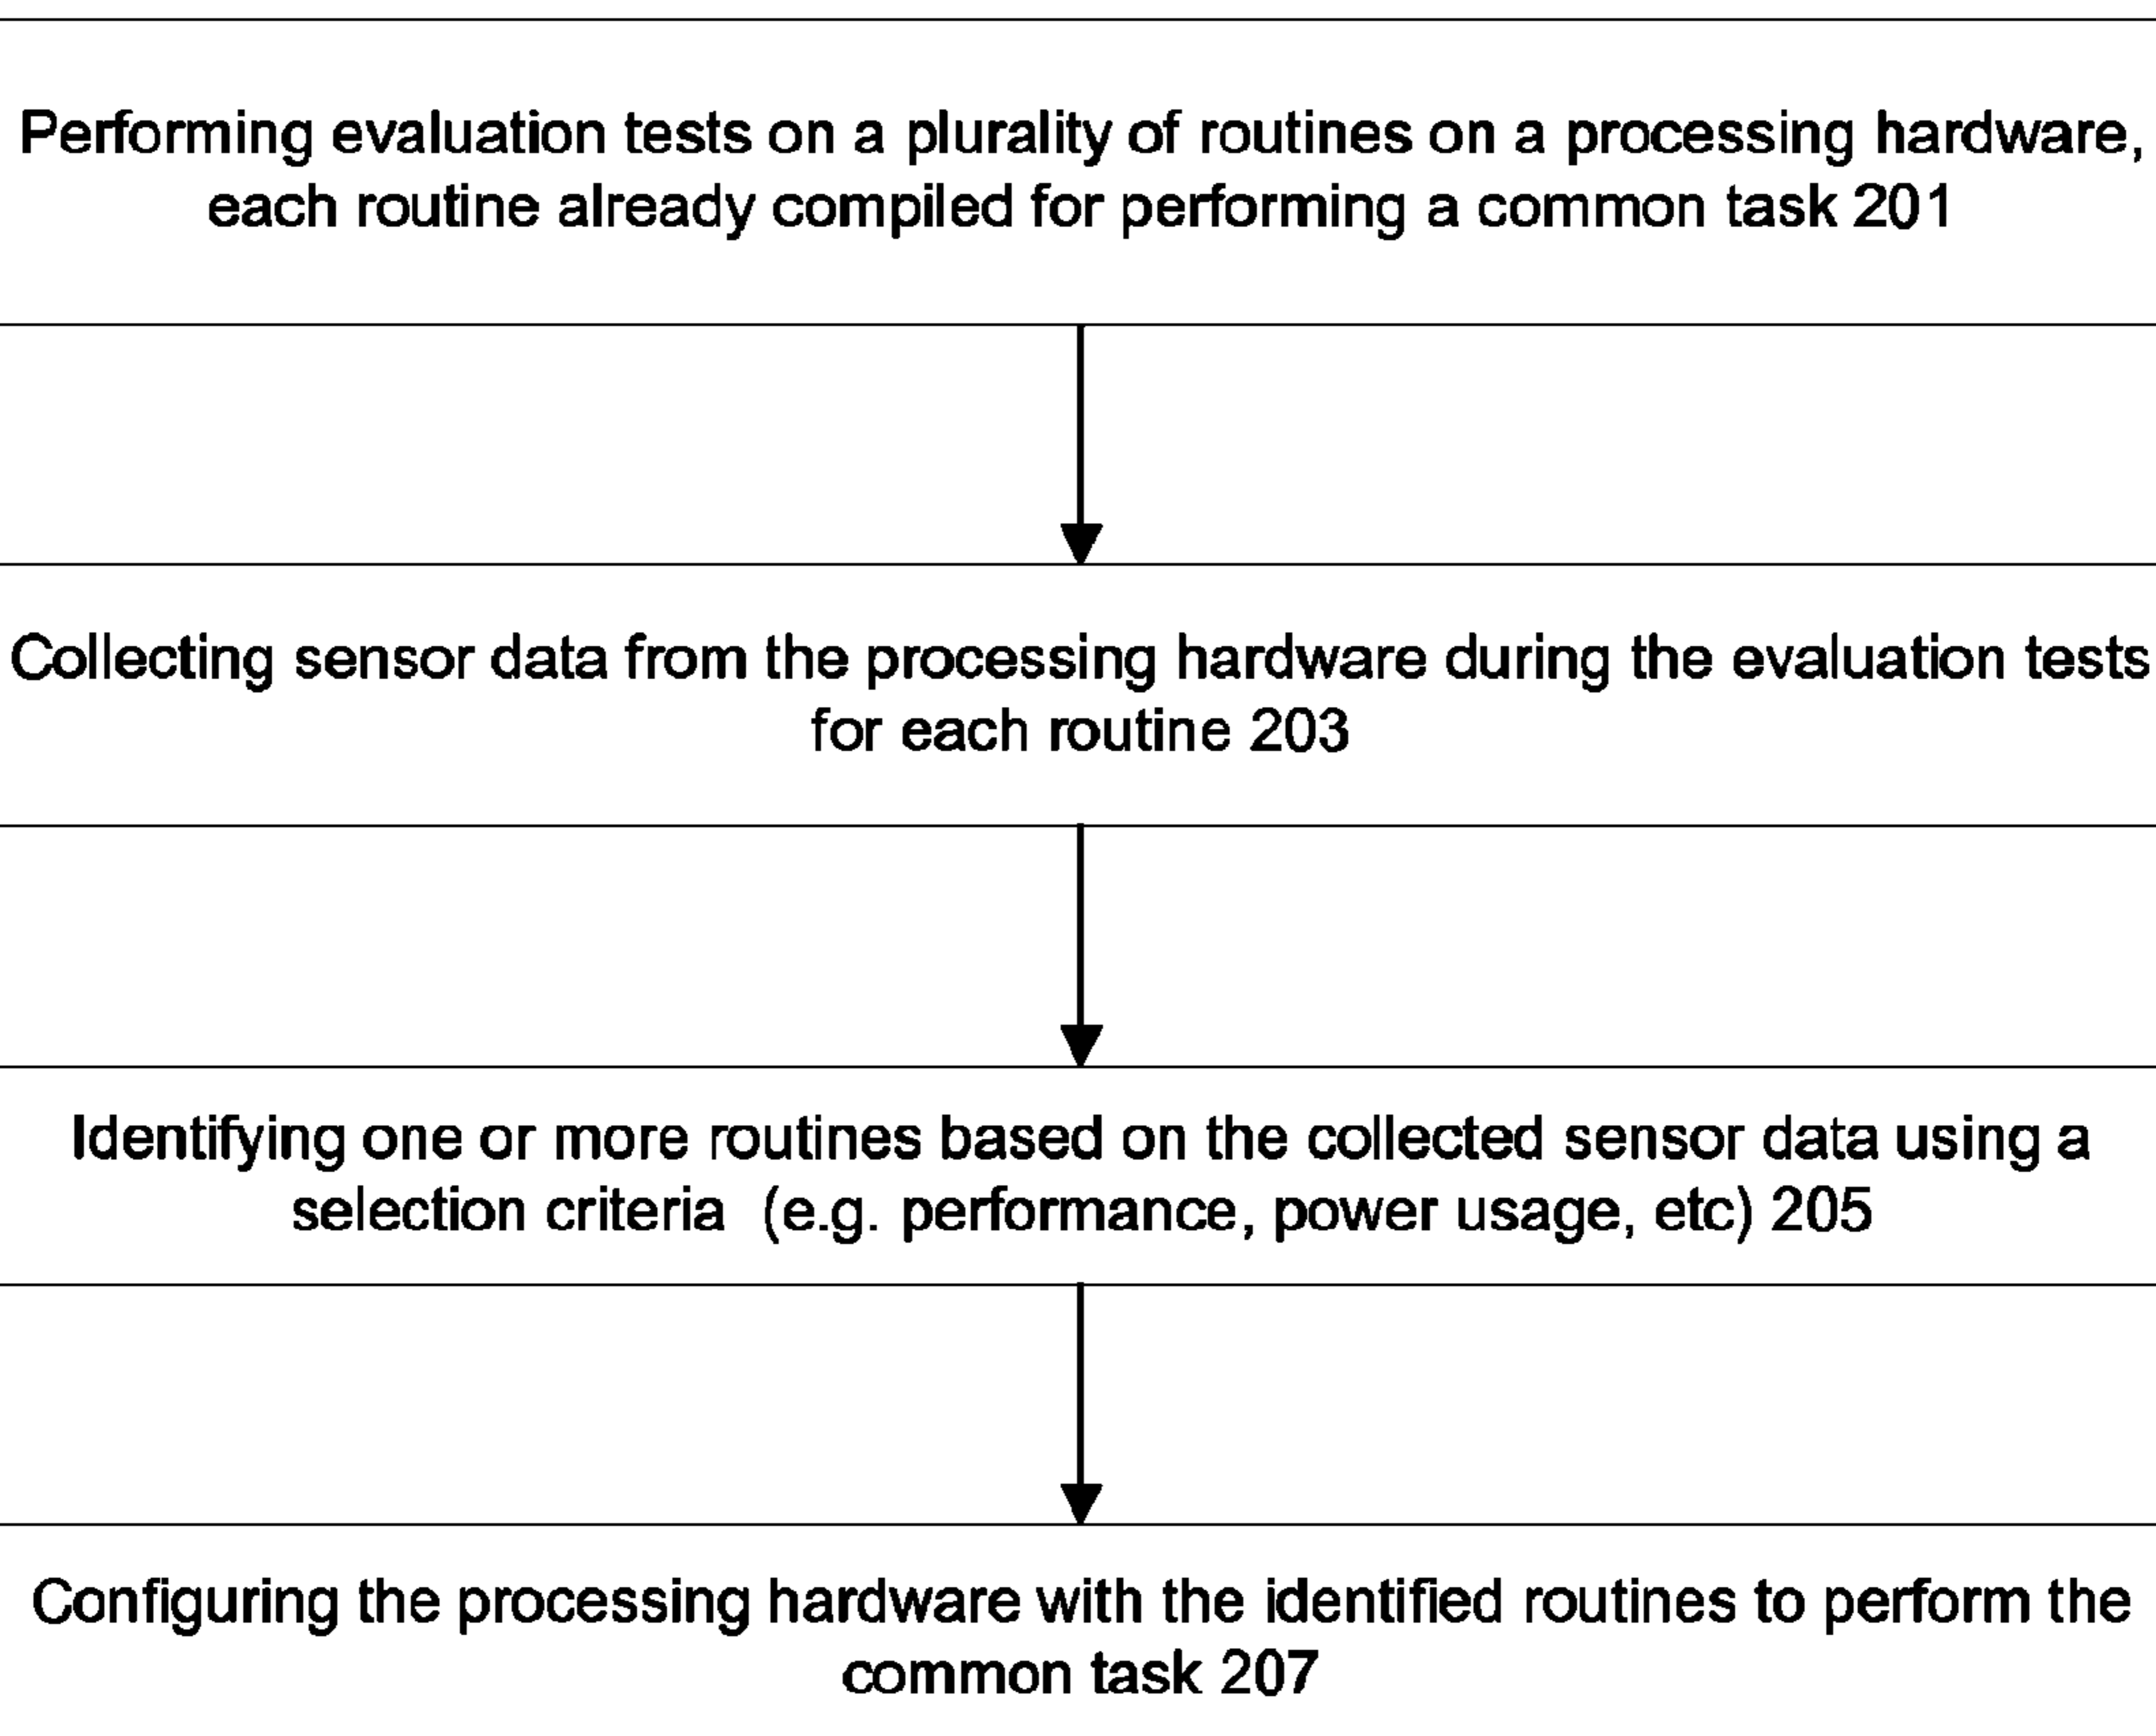 Performing evaluation tests on a plurality of routines on a processing hardware,
each routine already compiled for performing a common task 201
Collecting sensor data from the processing hardware during the evaluation tests
for each routine 203
Identifying one or more routines based on the collected sensor data using a
selection criteria (e.g. performance, power usage, etc) 205
Configuring the processing hardware with the identified routines to perform the
common task 207